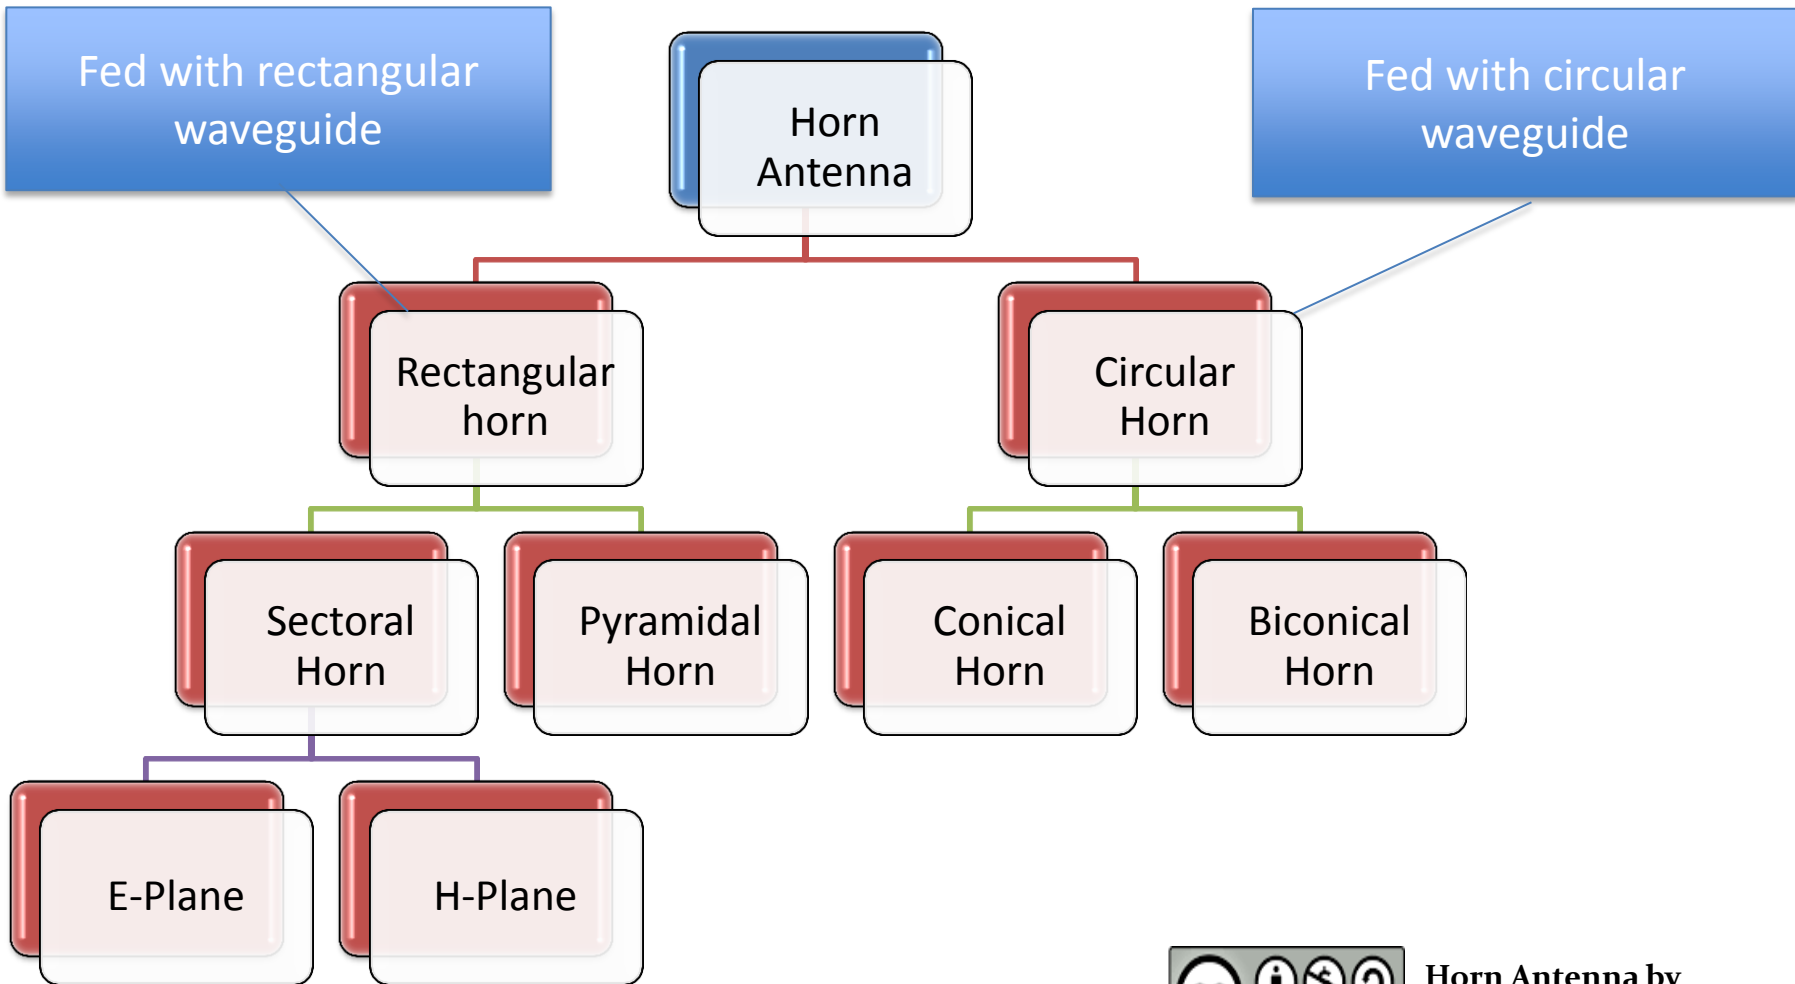 Fed with rectangular
waveguide
Horn
Antenna
Fed with circular
waveguide
Rectangular
horn
Circular
Horn
Sectoral
Horn
Pyramidal
Horn
Conical
Horn
Biconical
Horn
E-Plane
H-Plane
Horn Antenna by